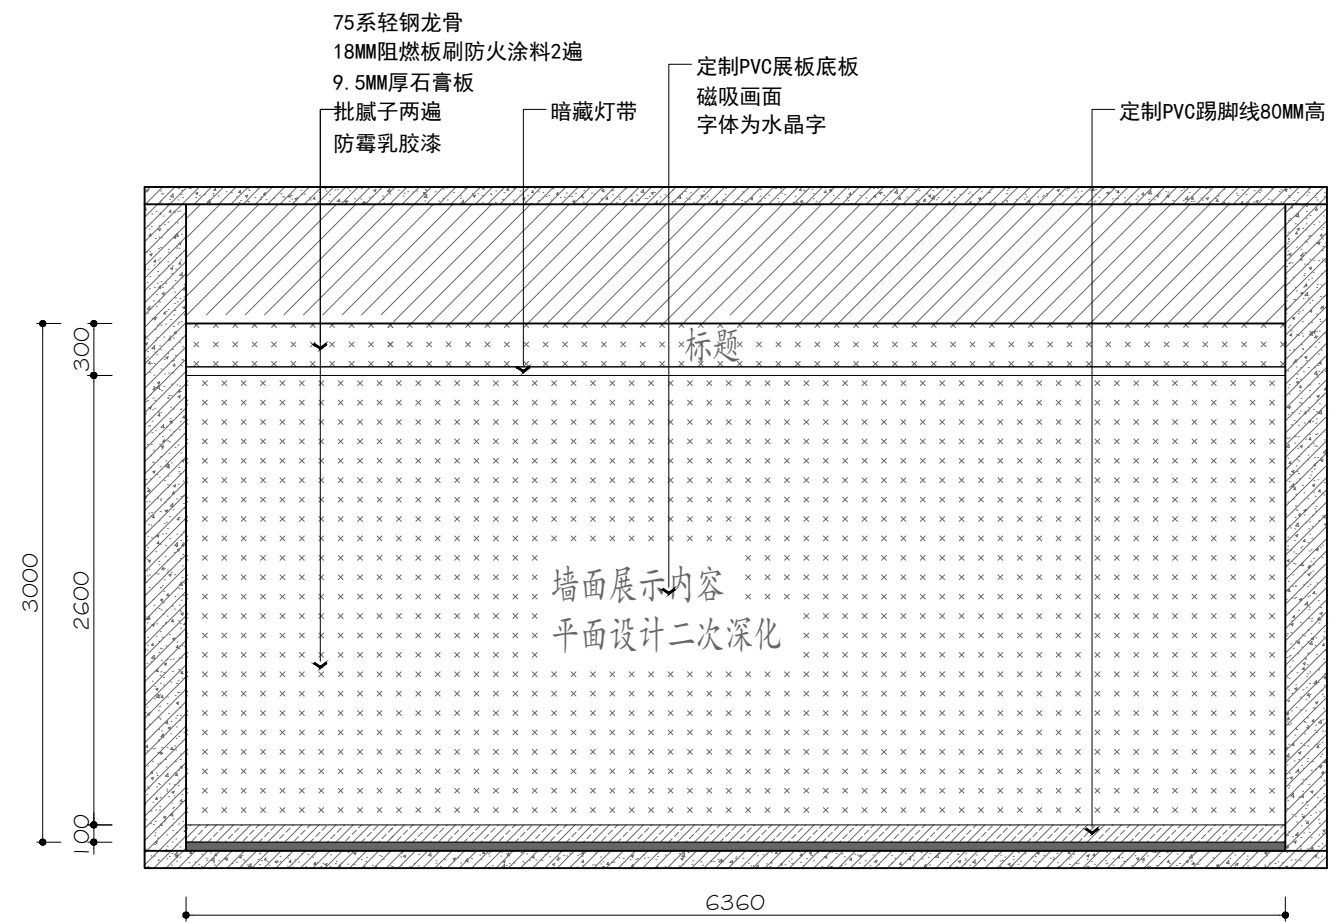 75系轻钢龙骨
18MM阻燃板刷防火涂料2遍
9.5MM厚石膏板
批腻子两遍
防霉乳胶漆
暗藏灯带
定制PVC展板底板
磁吸画面
字体为水晶字
定制PVC踢脚线80MM高
标题
墙面展示内容
平面设计二次深化
300
3000
2600
100
6360